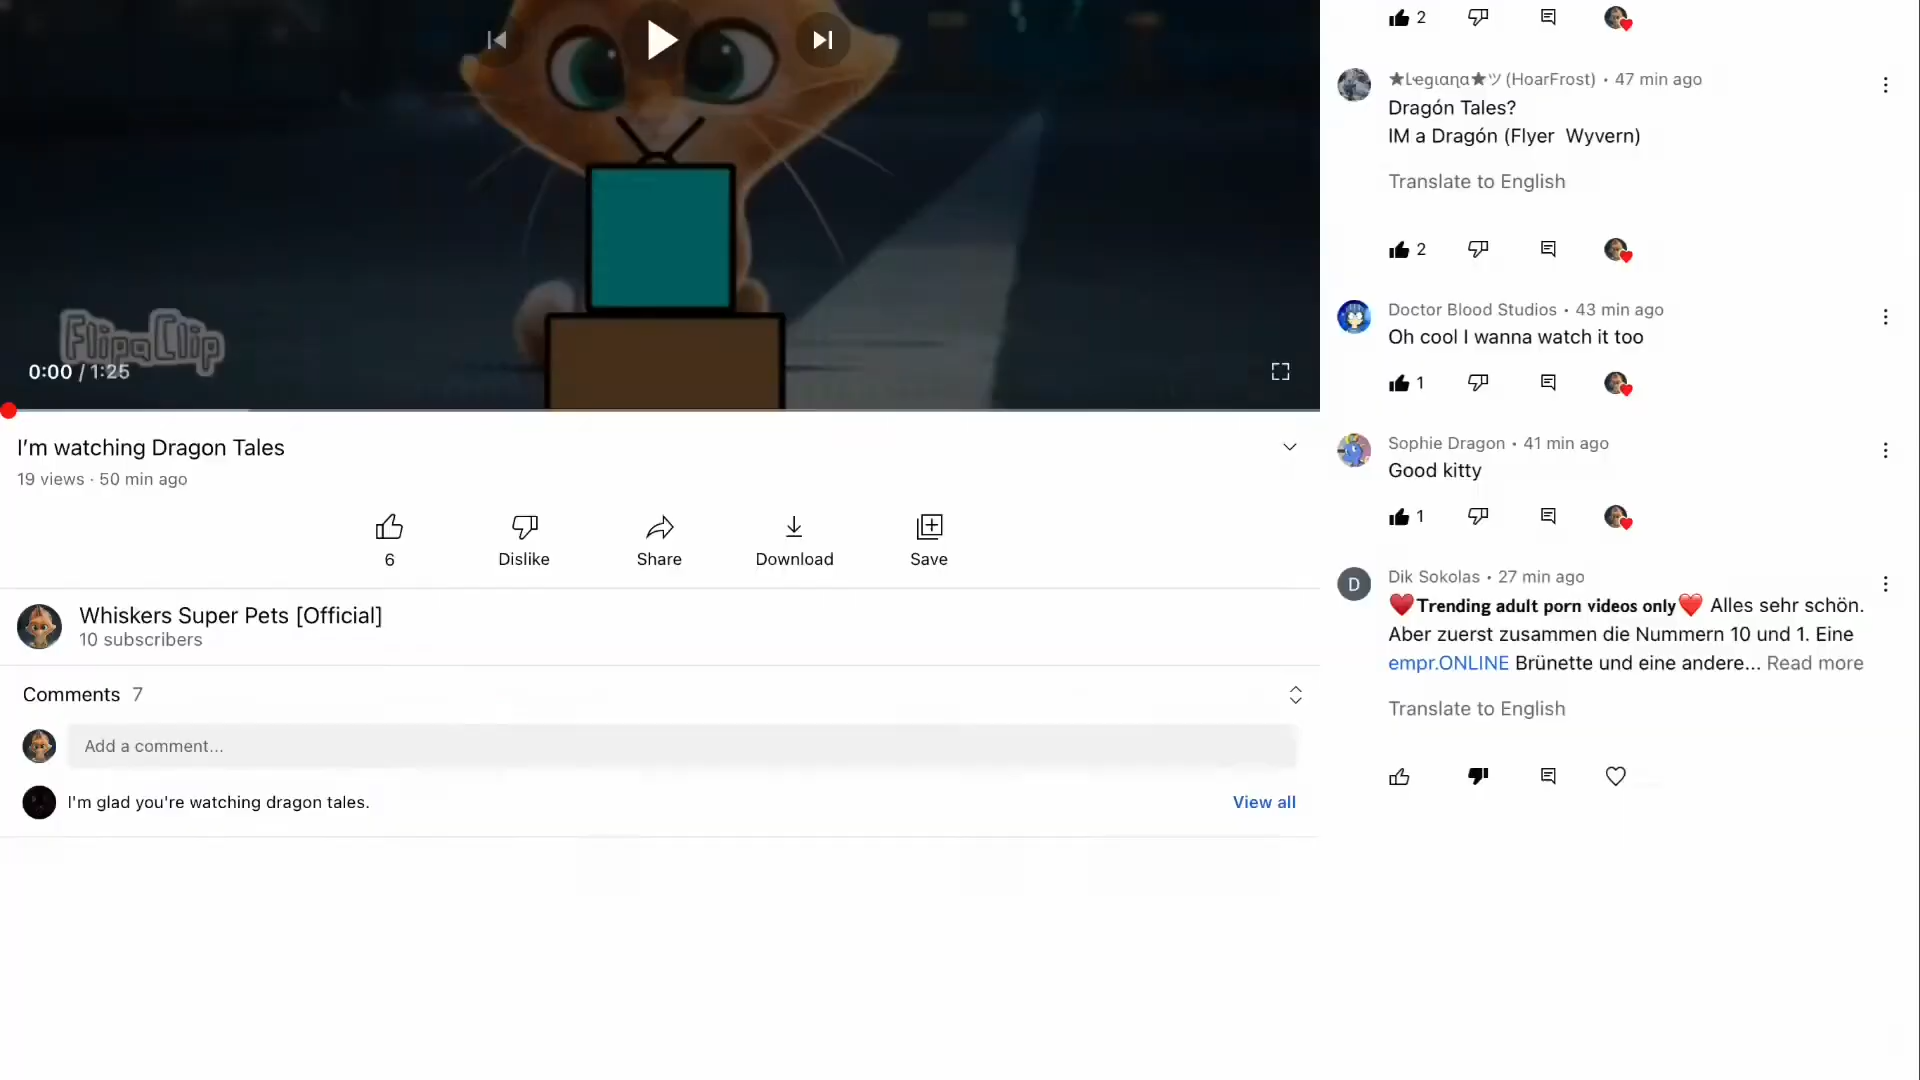 FlipaClip
0:00 / 1:25
I'm watching Dragon Tales
19 views · 50 min ago
6
Dislike
Share
Download
Save
Whiskers Super Pets [Official]
10 subscribers
Comments 7
Add a comment...
I'm glad you're watching dragon tales.
View all
2
★Ꮭҽɠιαɳα★ツ (HoarFrost) • 47 min ago
Dragón Tales?
IM a Dragón (Flyer Wyvern)
Translate to English
2
Doctor Blood Studios • 43 min ago
Oh cool I wanna watch it too
1
Sophie Dragon • 41 min ago
Good kitty
1
D
Dik Sokolas • 27 min ago
♥️𝗧𝗿𝗲𝗻𝗱𝗶𝗻𝗴 𝗮𝗱𝘂𝗹𝘁 𝗽𝗼𝗿𝗻 𝘃𝗶𝗱𝗲𝗼𝘀 𝗼𝗻𝗹𝘆❤️ Alles sehr schön.
Aber zuerst zusammen die Nummern 10 und 1. Eine
empr.ONLINE Brünette und eine andere... Read more
Translate to English